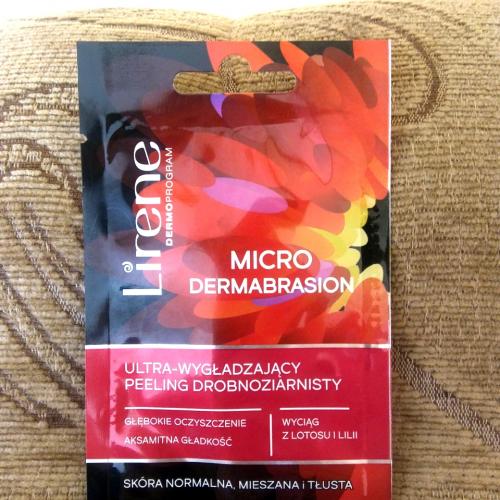 Lirene
DERMOPROGRAM
MICRO
DERMABRASION
ULTRA-WYGŁADZAJĄCY
PEELING DROBNOZIARNISTY
GŁĘBOKIE OCZYSZCZENIE
AKSAMITNA GŁADKOŚĆ
WYCIĄG
Z LOTOSU I LILII
SKÓRA NORMALNA, MIESZANA i TŁUSTA